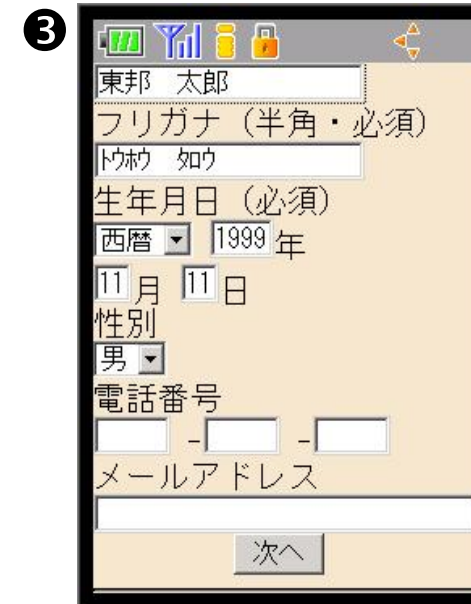 ❸
東邦 太郎
フリガナ (半角・必須)
ﾄｳﾎｳ ﾀﾛｳ
生年月日 (必須)
西暦 1999 年
11 月 11 日
性別
男
電話番号
- -
メールアドレス
次へ